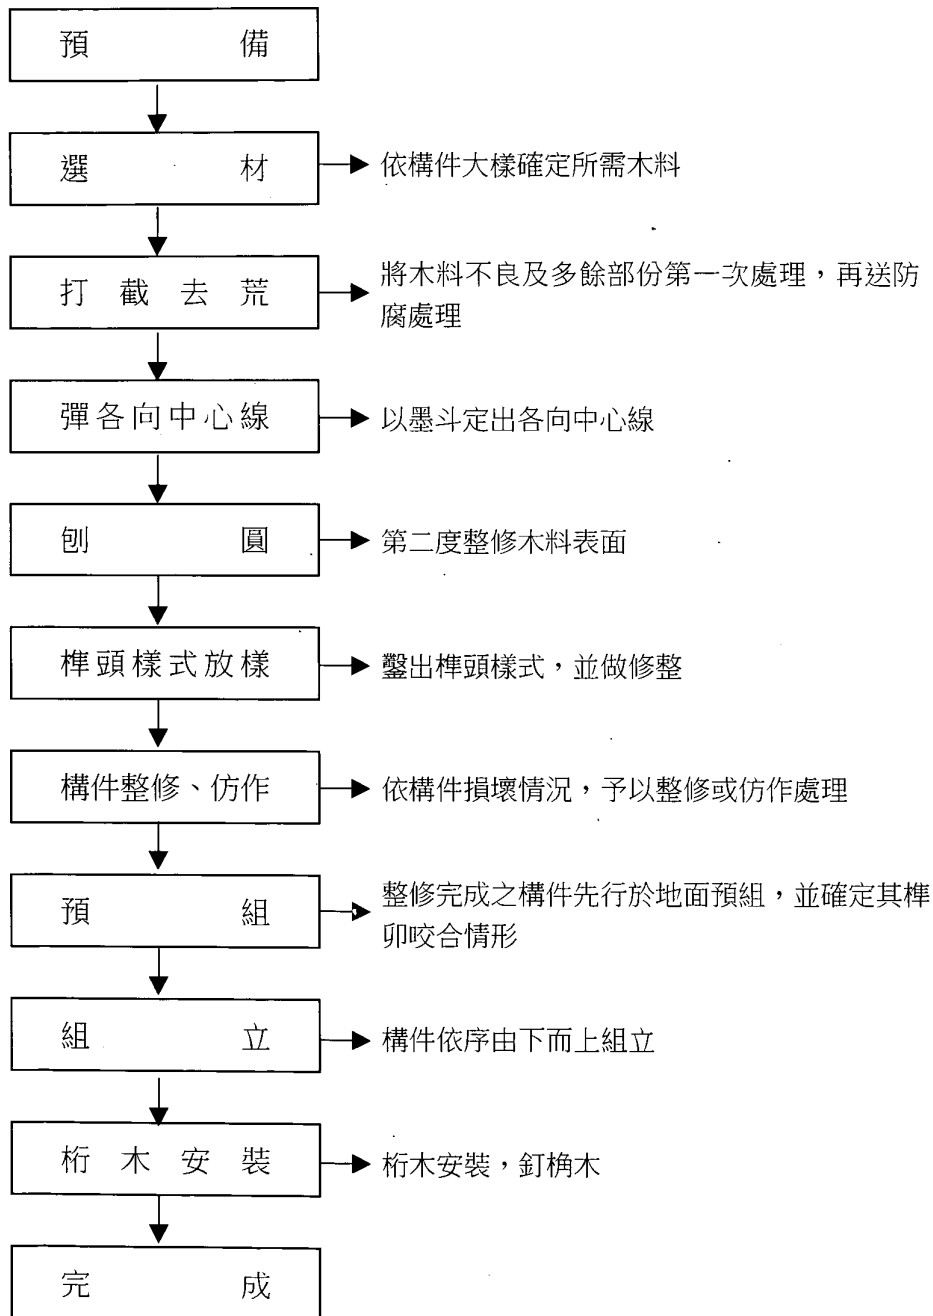 預備
選材
依構件大樣確定所需木料
打截去荒
將木料不良及多餘部份第一次處理，再送防
腐處理
彈各向中心線
以墨斗定出各向中心線
刨圓
第二度整修木料表面
榫頭樣式放樣
鑿出榫頭樣式，並做修整
構件整修、仿作
依構件損壞情況，予以整修或仿作處理
預組
整修完成之構件先行於地面預組，並確定其榫
卯咬合情形
組立
構件依序由下而上組立
桁木安裝
桁木安裝，釘桷木
完成